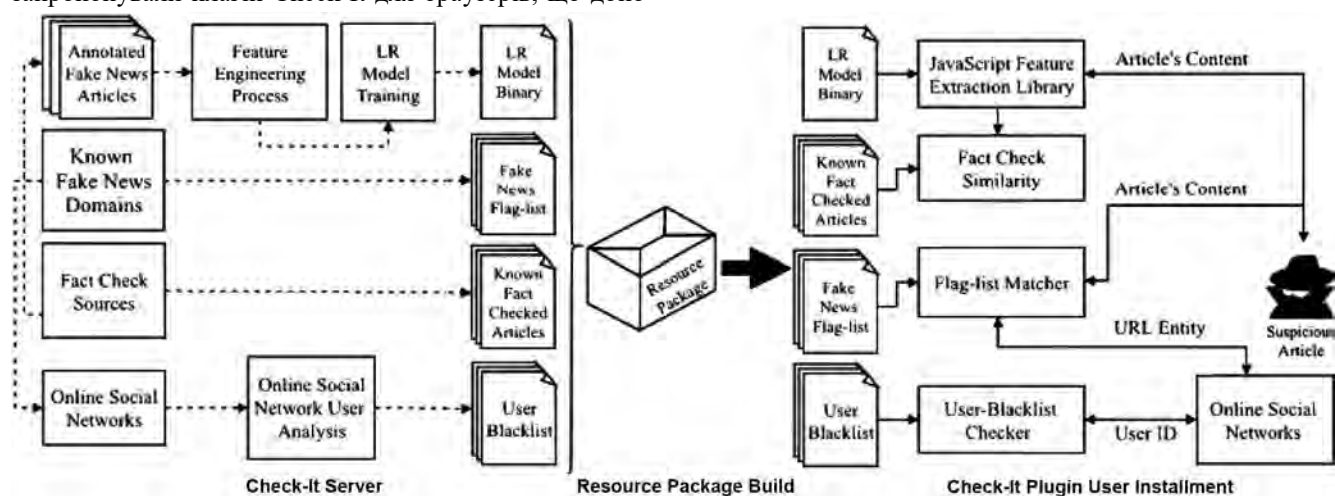 Annotated
Fake News
Articles
Feature
Engineering
Process
LR
Model
Training
LR
Model
Binary
Known
Fake News
Domains
Fake
News
Flag-list
Fact Check
Sources
Known
Fact
Checked
Articles
Online Social
Networks
Online Social
Network User
Analysis
User
Blacklist
Check-It Server
Resource
Package
Resource Package Build
LR
Model
Binary
JavaScript Feature
Extraction Library
Article's Content
Known
Fact
Checked
Articles
Fact Check
Similarity
Article's Content
Fake
News
Flag-list
Flag-list Matcher
URL Entity
Suspicious
Article
User
Blacklist
User-Blacklist
Checker
User ID
Online Social
Networks
Check-It Plugin User Installment